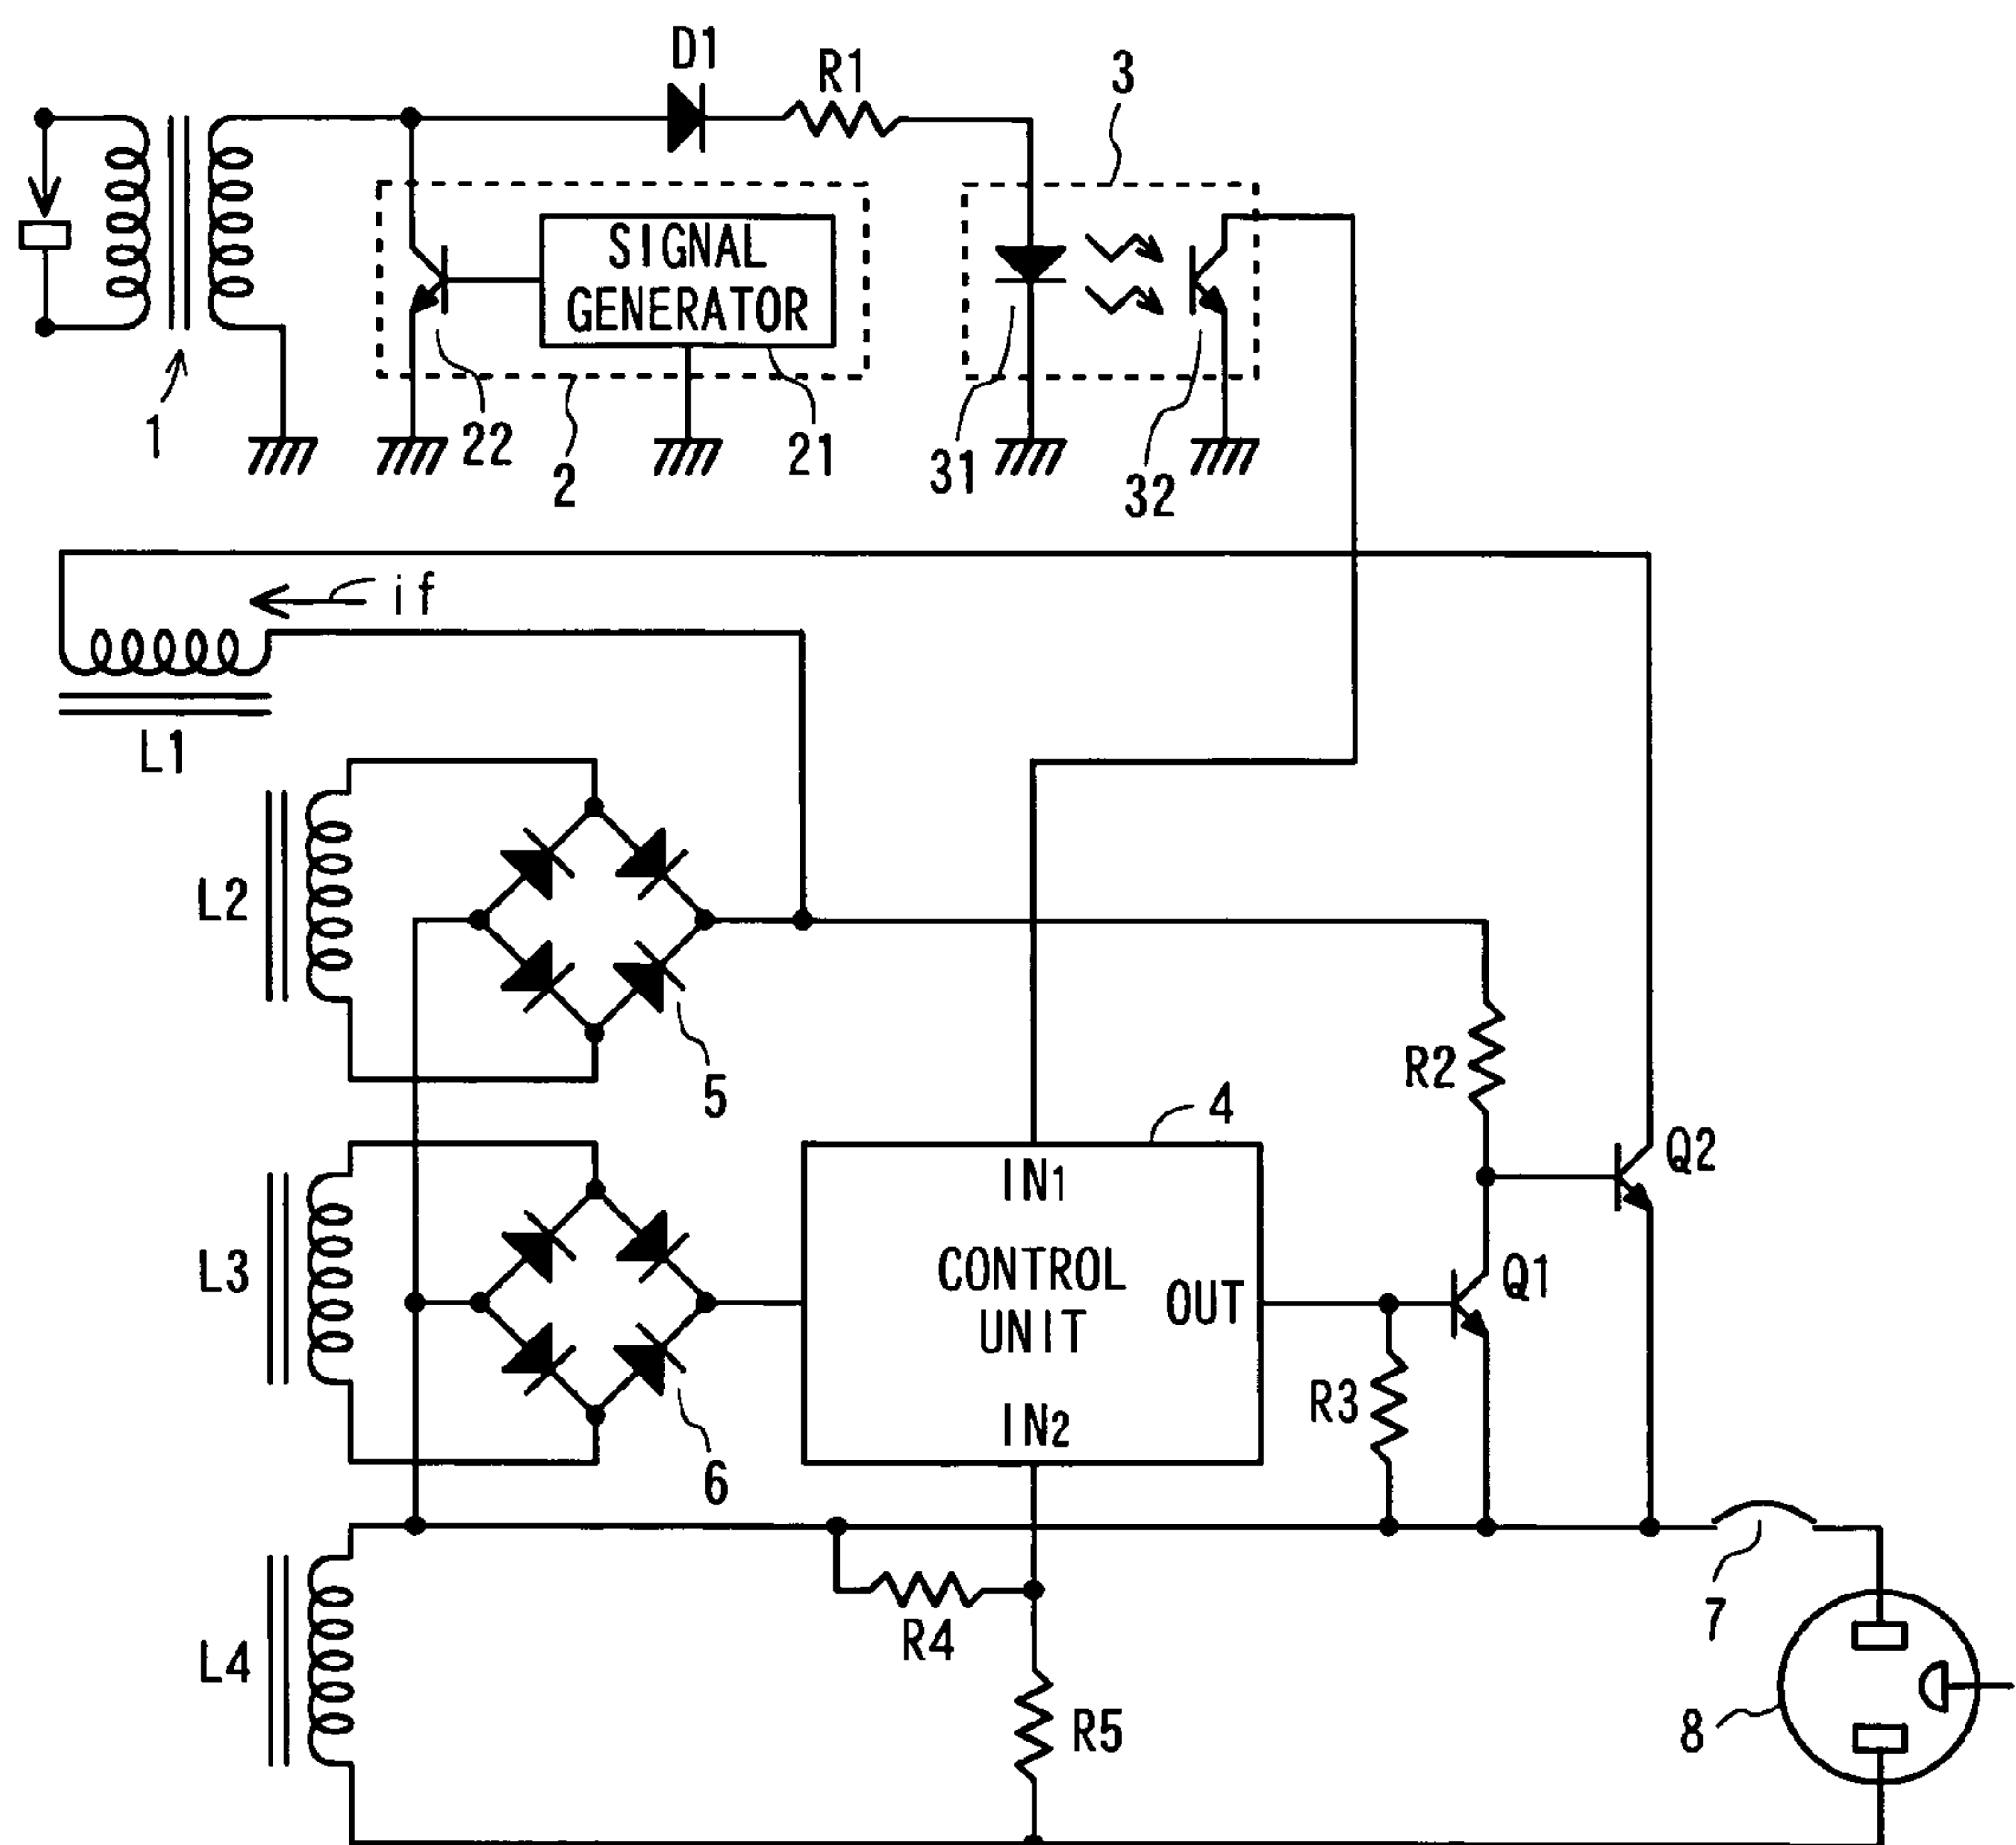 D1
R1
3
SIGNAL
GENERATOR
1
22
2
21
31
32
if
L1
L2
5
R2
4
Q2
IN1
L3
CONTROL
UNIT
OUT
Q1
R3
IN2
6
R4
7
L4
R5
8